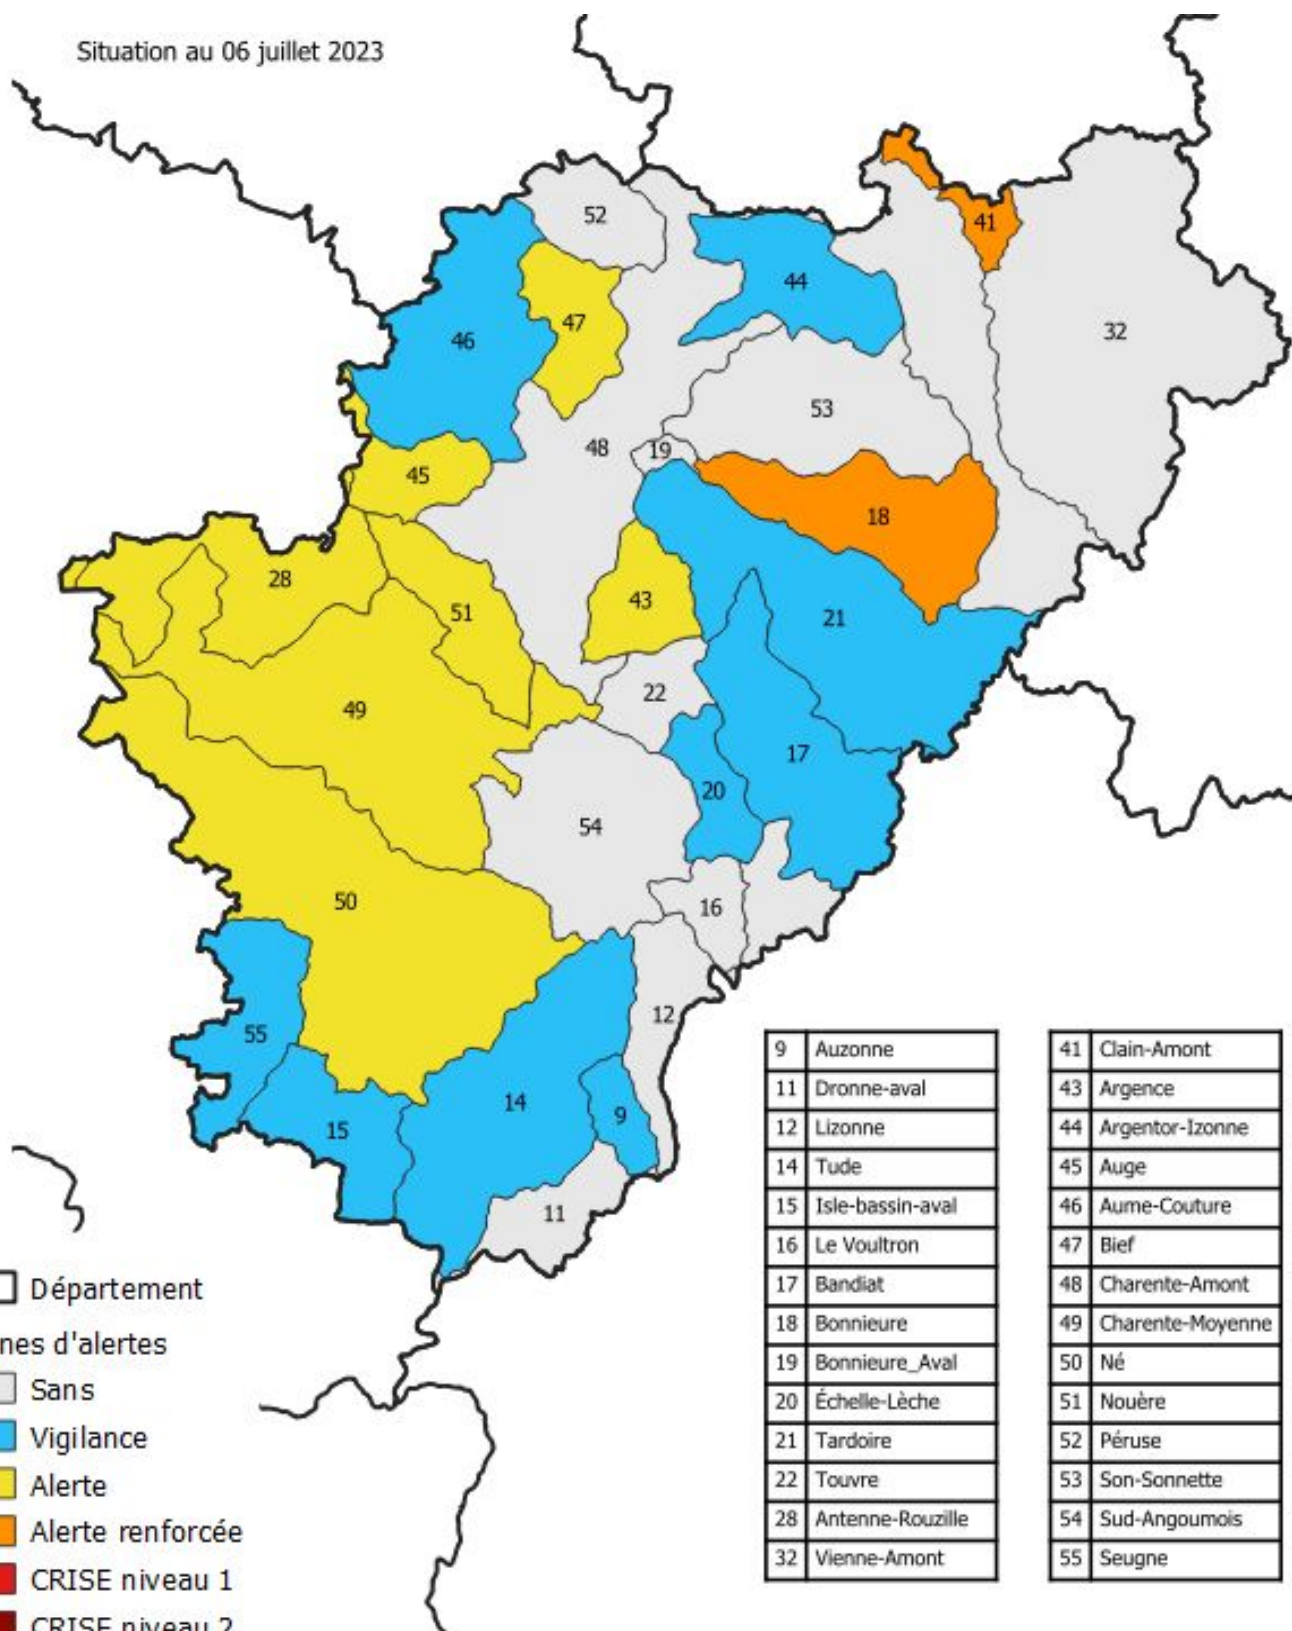 Situation au 06 juillet 2023
52
41
44
47
32
46
53
48
19
45
18
28
43
51
21
22
49
17
20
54
50
16
12
55
14
9
15
11
9 Auzonne
11 Dronne-aval
12 Lizonne
14 Tude
15 Isle-bassin-aval
16 Le Voultron
17 Bandiat
18 Bonnieure
19 Bonnieure_Aval
20 Échelle-Lèche
21 Tardoire
22 Touvre
28 Antenne-Rouzille
32 Vienne-Amont
41 Clain-Amont
43 Argence
44 Argentor-Izonne
45 Auge
46 Aume-Couture
47 Bief
48 Charente-Amont
49 Charente-Moyenne
50 Né
51 Nouère
52 Péruse
53 Son-Sonnette
54 Sud-Angoumois
55 Seugne
Département
nes d'alertes
Sans
Vigilance
Alerte
Alerte renforcée
CRISE niveau 1
CRISE niveau 2